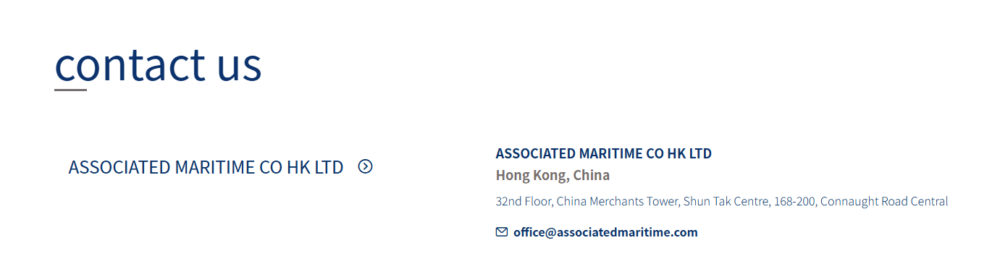 contact us
ASSOCIATED MARITIME CO HK LTD
ASSOCIATED MARITIME CO HK LTD
Hong Kong, China
32nd Floor, China Merchants Tower, Shun Tak Centre, 168-200, Connaught Road Central
office@associatedmaritime.com